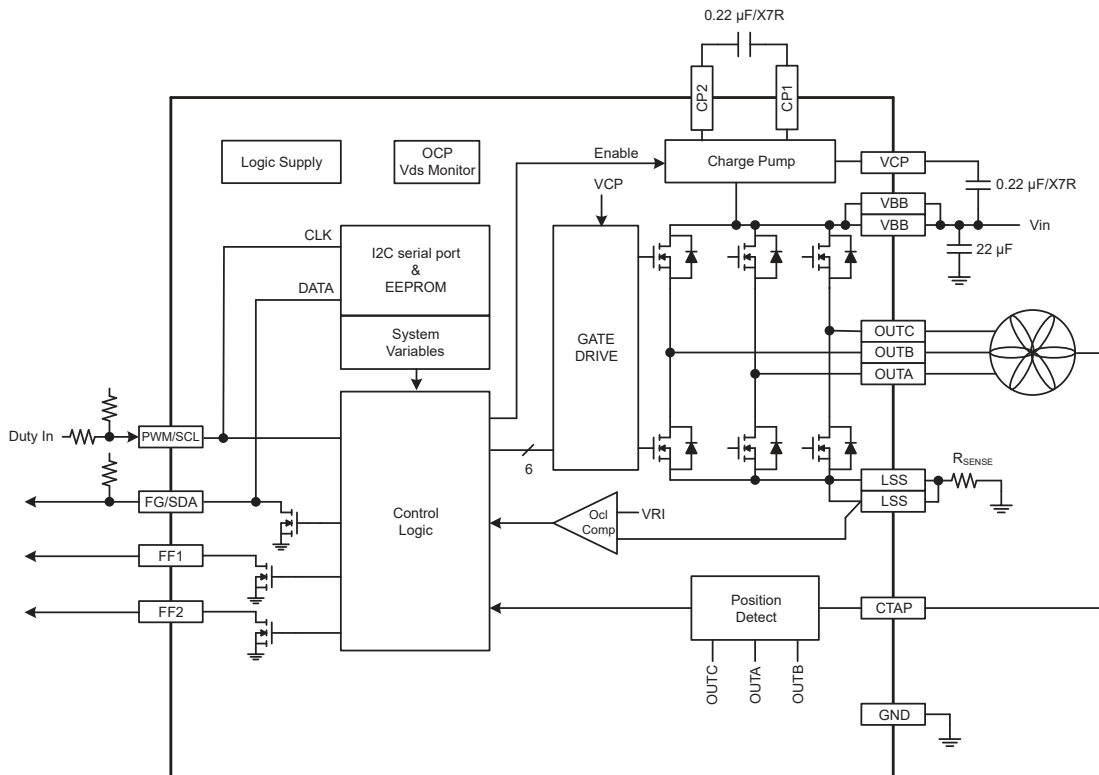 0.22 µF/X7R
CP2
CP1
Logic Supply
OCP
Vds Monitor
Enable
Charge Pump
VCP
0.22 µF/X7R
VCP
VBB
VBB
Vin
22 µF
CLK
I2C serial port
&
EEPROM
DATA
System
Variables
GATE
DRIVE
OUTC
OUTB
OUTA
Duty In
PWM/SCL
6
FG/SDA
Control
Logic
Ocl
Comp
VRI
LSS
LSS
RSENSE
FF1
FF2
Position
Detect
CTAP
OUTC
OUTA
OUTB
GND